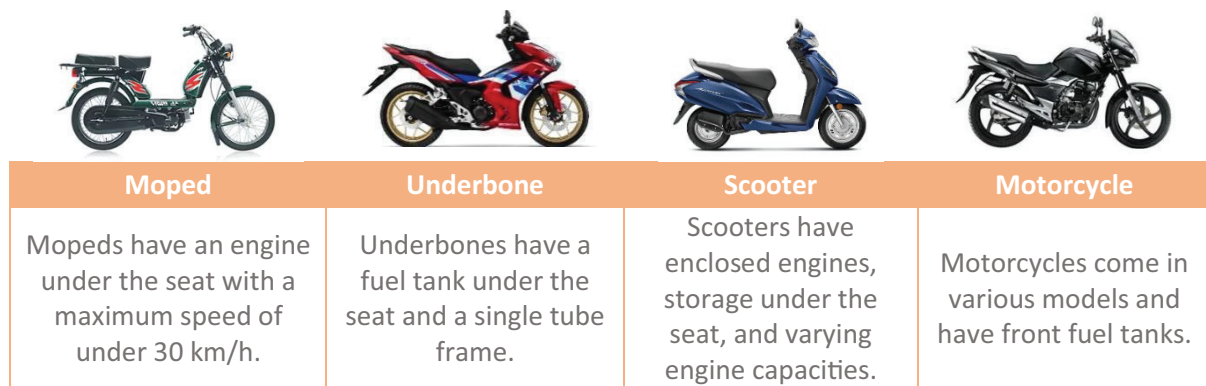 Moped
Underbone
Scooter
Motorcycle
Mopeds have an engine
under the seat with a
maximum speed of
under 30 km/h.
Underbones have a
fuel tank under the
seat and a single tube
frame.
Scooters have
enclosed engines,
storage under the
seat, and varying
engine capacities.
Motorcycles come in
various models and
have front fuel tanks.